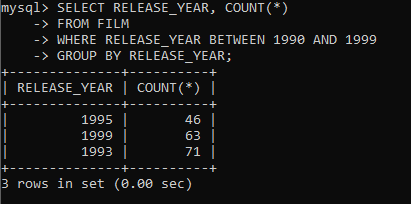 mysql> SELECT RELEASE_YEAR, COUNT(*)
    -> FROM FILM
    -> WHERE RELEASE_YEAR BETWEEN 1990 AND 1999
    -> GROUP BY RELEASE_YEAR;
+--------------+----------+
| RELEASE_YEAR | COUNT(*) |
+--------------+----------+
|         1995 |       46 |
|         1999 |       63 |
|         1993 |       71 |
+--------------+----------+
3 rows in set (0.00 sec)